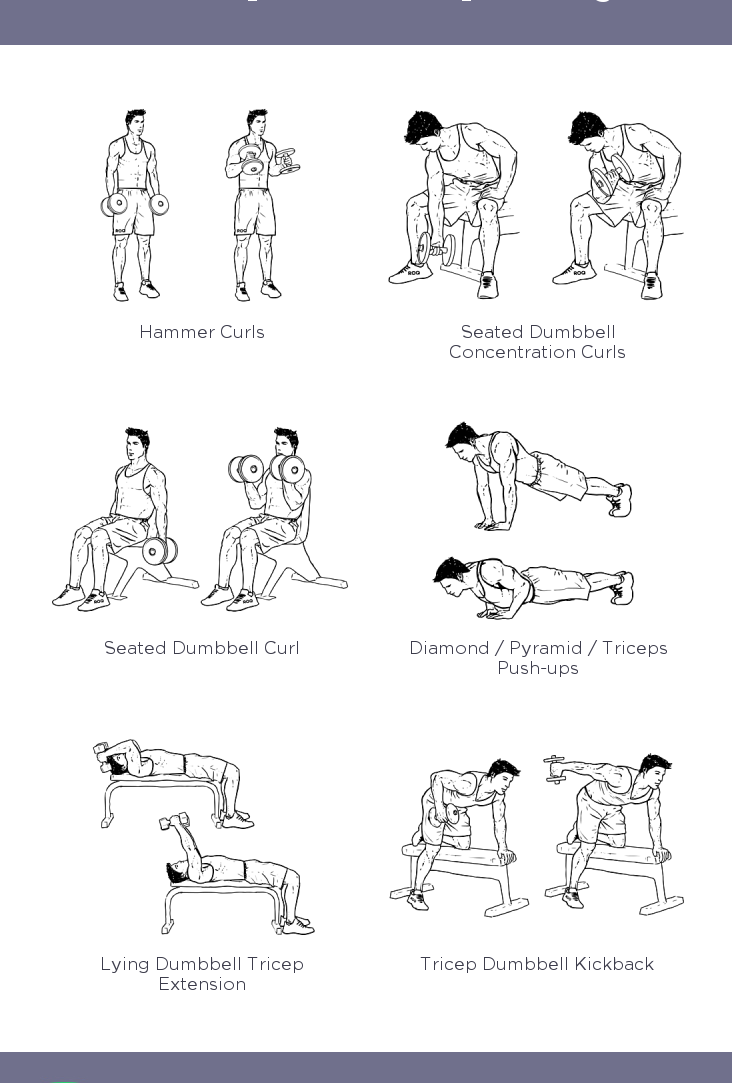 Hammer Curls
Seated Dumbbell
Concentration Curls
Seated Dumbbell Curl
Diamond / Pyramid / Triceps
Push-ups
Lying Dumbbell Tricep
Extension
Tricep Dumbbell Kickback